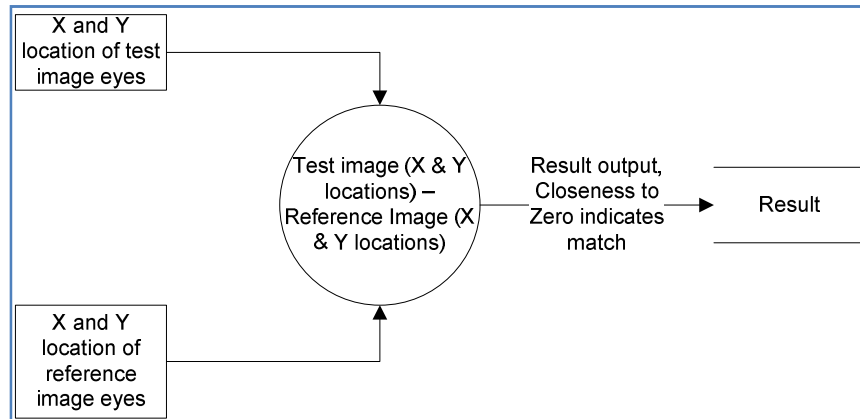 X and Y
location of test
image eyes
Test image (X & Y
locations) –
Reference Image (X
& Y locations)
Result output,
Closeness to
Zero indicates
match
Result
X and Y
location of
reference
image eyes